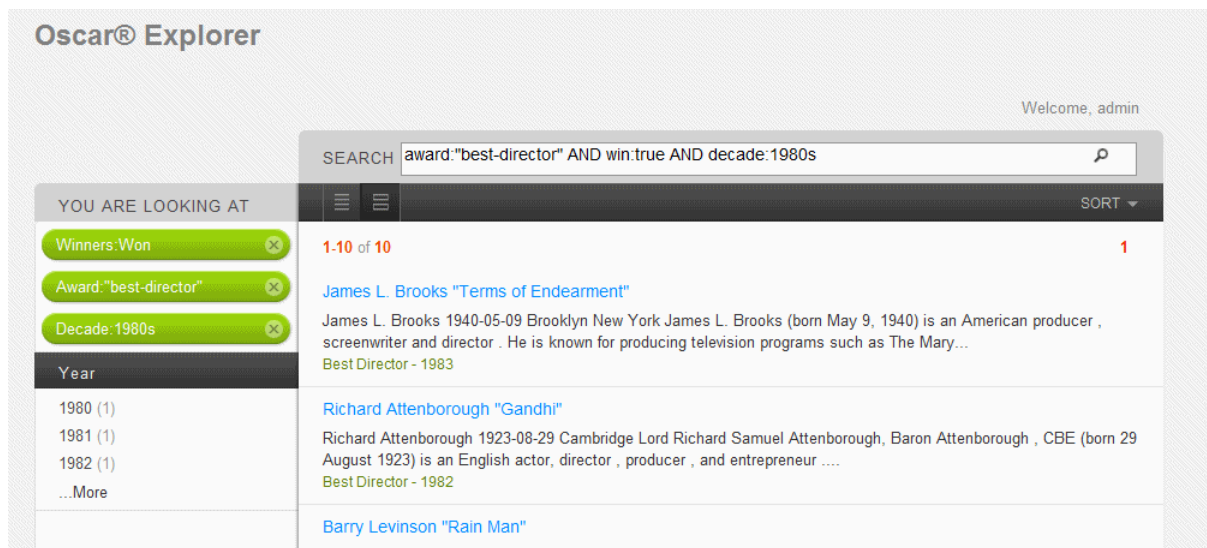 Oscar® Explorer
Welcome, admin
SEARCH award:"best-director" AND win:true AND decade:1980s
YOU ARE LOOKING AT
SORT
Winners:Won
Award:"best-director"
Decade:1980s
Year
1980 (1)
1981 (1)
1982 (1)
...More
1-10 of 10
1
James L. Brooks "Terms of Endearment"
James L. Brooks 1940-05-09 Brooklyn New York James L. Brooks (born May 9, 1940) is an American producer ,
screenwriter and director . He is known for producing television programs such as The Mary...
Best Director - 1983
Richard Attenborough "Gandhi"
Richard Attenborough 1923-08-29 Cambridge Lord Richard Samuel Attenborough, Baron Attenborough , CBE (born 29
August 1923) is an English actor, director , producer , and entrepreneur ....
Best Director - 1982
Barry Levinson "Rain Man"